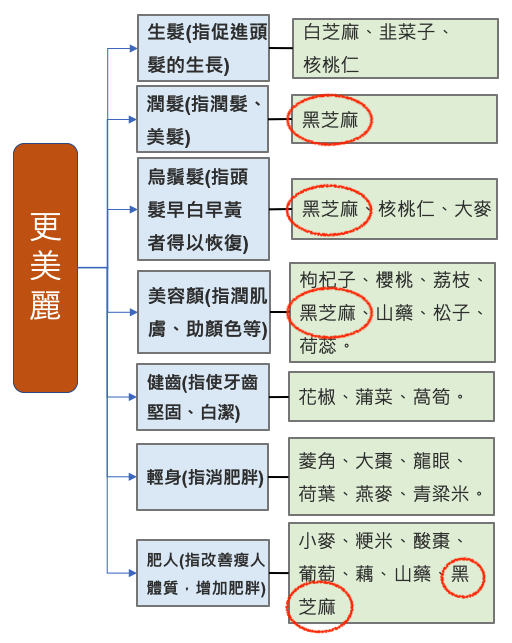 更美麗
生髮(指促進頭
髮的生長)
白芝麻、韭菜子、
核桃仁
潤髮(指潤髮、
美髮)
黑芝麻
烏鬚髮(指頭
髮早白早黃
者得以恢復)
黑芝麻、核桃仁、大麥
美容顏(指潤肌
膚、助顏色等)
枸杞子、櫻桃、荔枝、
黑芝麻、山藥、松子、
荷蕊。
健齒(指使牙齒
堅固、白潔)
花椒、蒲菜、萵筍。
輕身(指消肥胖)
菱角、大棗、龍眼、
荷葉、燕麥、青粱米。
肥人(指改善瘦人
體質，增加肥胖)
小麥、粳米、酸棗、
葡萄、藕、山藥、黑
芝麻